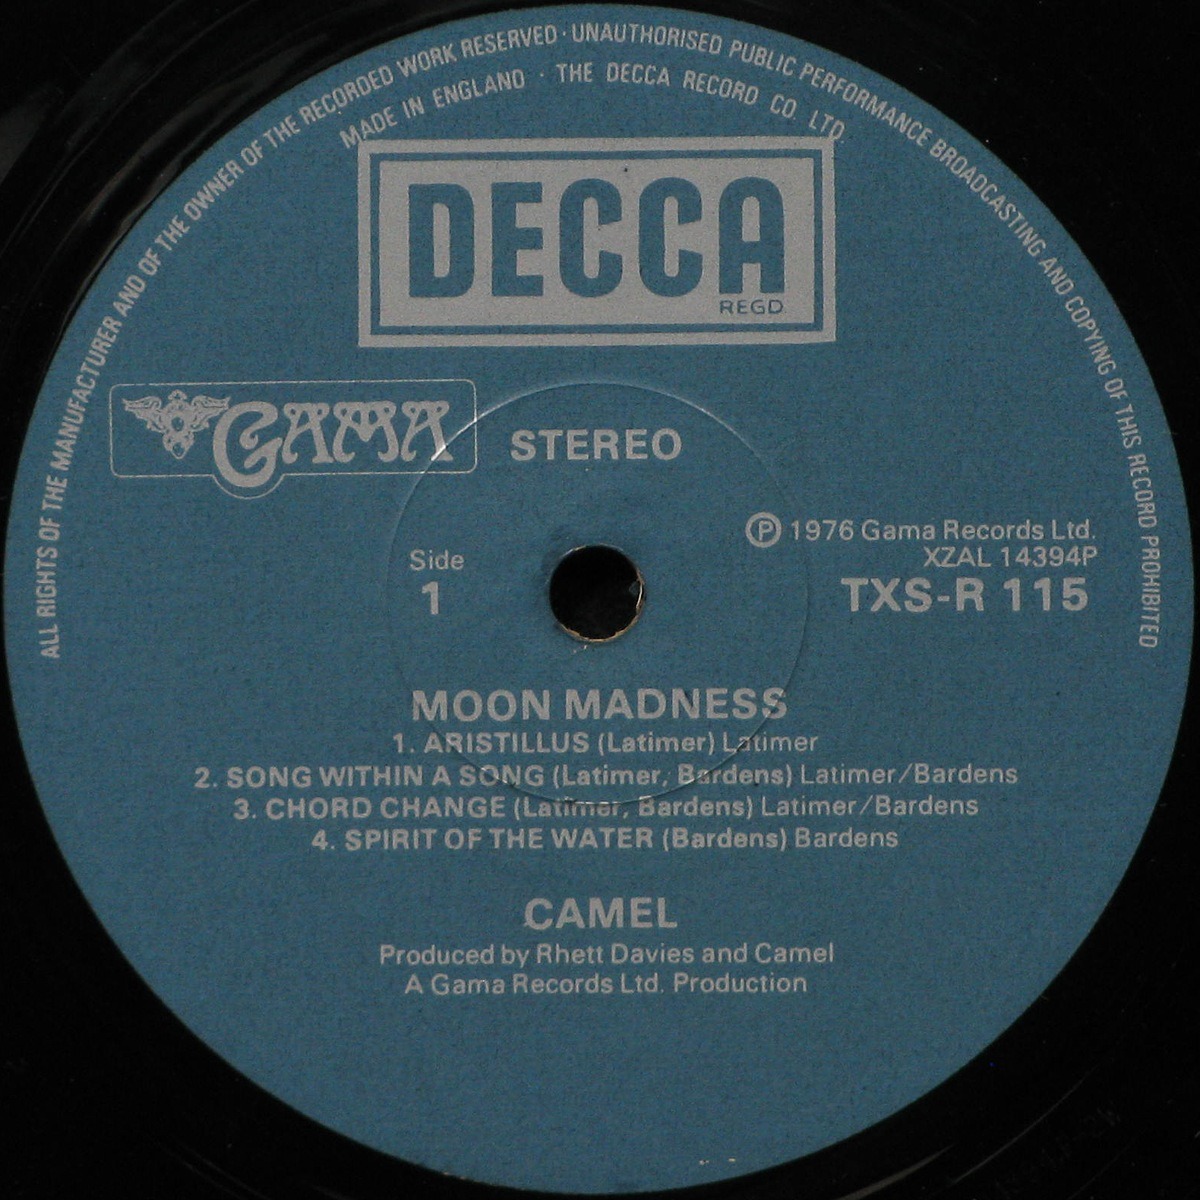 ALL RIGHTS OF THE MANUFACTURER AND OF THE OWNER OF THE RECORDED WORK RESERVED · UNAUTHORISED PUBLIC PERFORMANCE BROADCASTING AND COPYING OF THIS RECORD PROHIBITED
MADE IN ENGLAND · THE DECCA RECORD CO. LTD.
DECCA
REGD
GAMA
STEREO
Ⓟ 1976 Gama Records Ltd.
XZAL 14394P
TXS-R 115
Side
1
MOON MADNESS
1. ARISTILLUS (Latimer) Latimer
2. SONG WITHIN A SONG (Latimer, Bardens) Latimer/Bardens
3. CHORD CHANGE (Latimer, Bardens) Latimer/Bardens
4. SPIRIT OF THE WATER (Bardens) Bardens
CAMEL
Produced by Rhett Davies and Camel
A Gama Records Ltd. Production